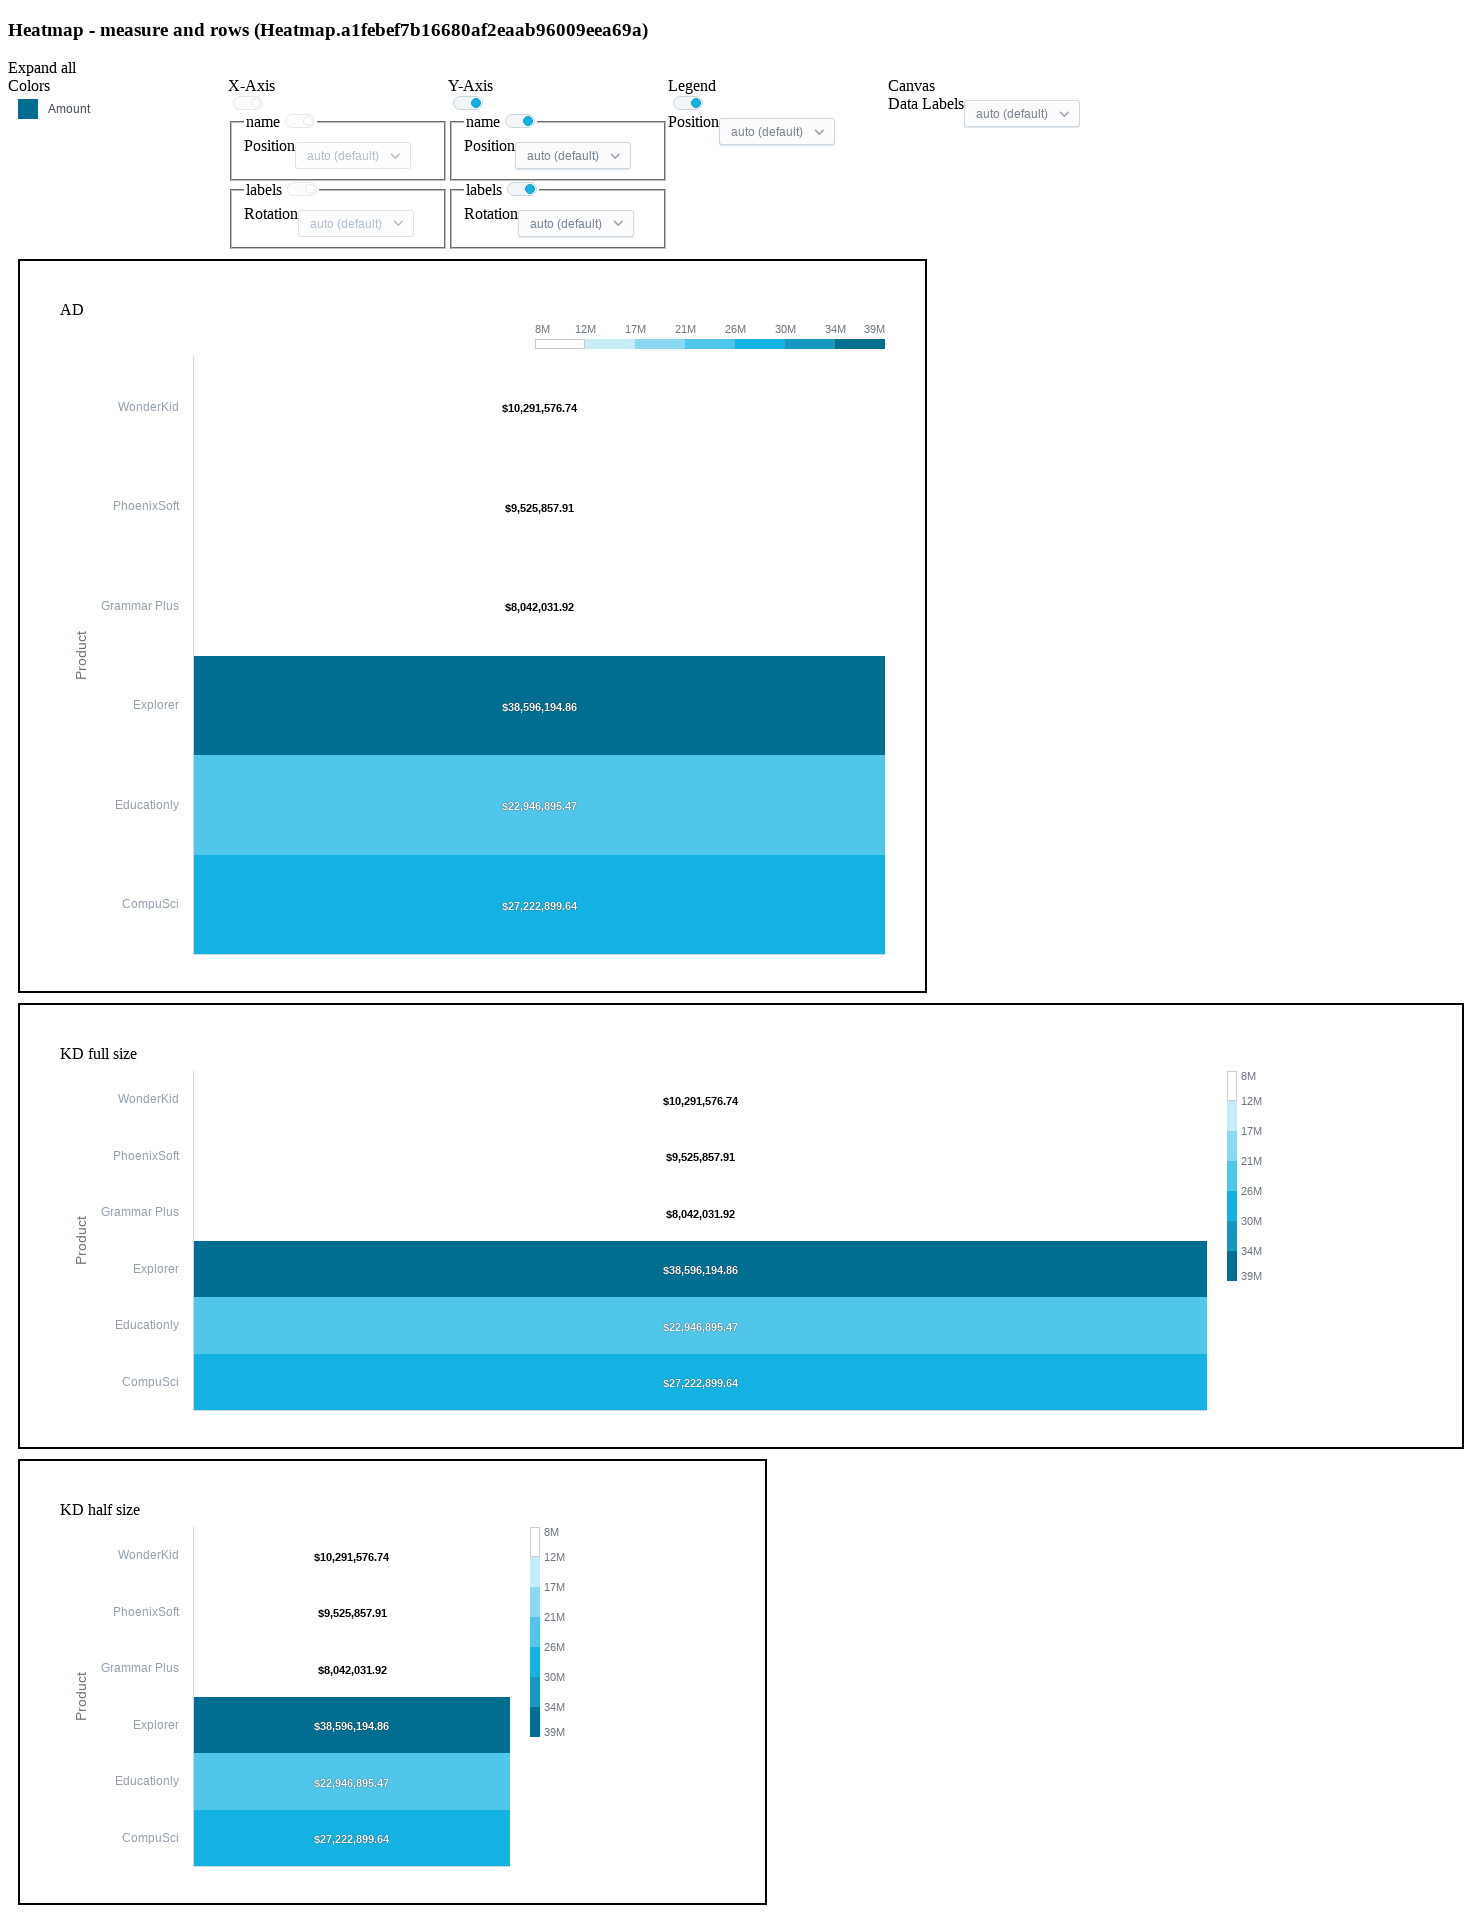 Heatmap - measure and rows (Heatmap.a1febef7b16680af2eaab96009eea69a)
Expand all
Colors
Amount
X-Axis
name
Position auto (default)
labels
Rotation auto (default)
Y-Axis
name
Position auto (default)
labels
Rotation auto (default)
Legend
Position auto (default)
Canvas
Data Labels auto (default)
AD
8M 12M 17M 21M 26M 30M 34M 39M
Product
WonderKid $10,291,576.74
PhoenixSoft $9,525,857.91
Grammar Plus $8,042,031.92
Explorer $38,596,194.86
Educationly $22,946,895.47
CompuSci $27,222,899.64
KD full size
Product
WonderKid $10,291,576.74
PhoenixSoft $9,525,857.91
Grammar Plus $8,042,031.92
Explorer $38,596,194.86
Educationly $22,946,895.47
CompuSci $27,222,899.64
8M
12M
17M
21M
26M
30M
34M
39M
KD half size
Product
WonderKid $10,291,576.74
PhoenixSoft $9,525,857.91
Grammar Plus $8,042,031.92
Explorer $38,596,194.86
Educationly $22,946,895.47
CompuSci $27,222,899.64
8M
12M
17M
21M
26M
30M
34M
39M